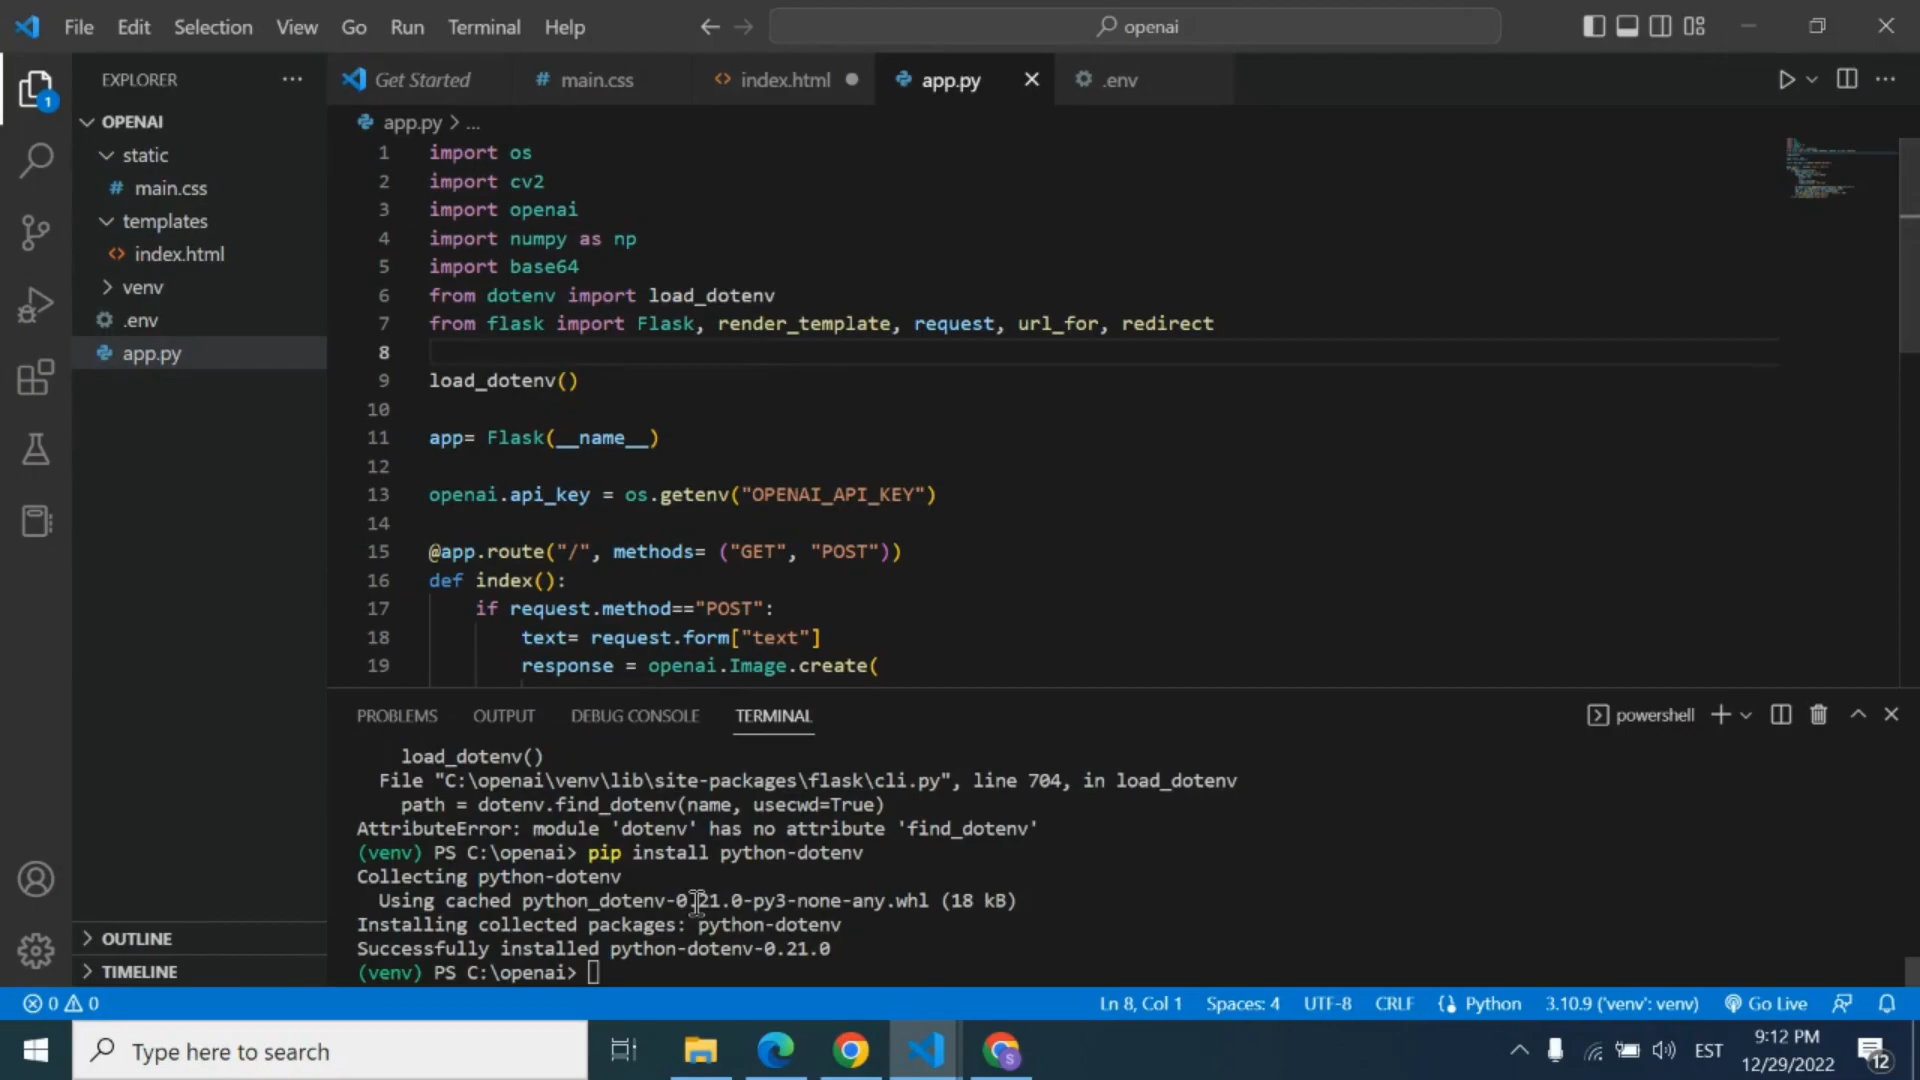 File Edit Selection View Go Run Terminal Help
openai
EXPLORER
Get Started
main.css
index.html
app.py
.env
OPENAI
static
main.css
templates
index.html
venv
.env
app.py
app.py > ...
1 import os
2 import cv2
3 import openai
4 import numpy as np
5 import base64
6 from dotenv import load_dotenv
7 from flask import Flask, render_template, request, url_for, redirect
8
9 load_dotenv()
10
11 app= Flask(__name__)
12
13 openai.api_key = os.getenv("OPENAI_API_KEY")
14
15 @app.route("/", methods= ("GET", "POST"))
16 def index():
17 if request.method=="POST":
18 text= request.form["text"]
19 response = openai.Image.create(
PROBLEMS OUTPUT DEBUG CONSOLE TERMINAL
powershell
load_dotenv()
File "C:\openai\venv\lib\site-packages\flask\cli.py", line 704, in load_dotenv
path = dotenv.find_dotenv(name, usecwd=True)
AttributeError: module 'dotenv' has no attribute 'find_dotenv'
(venv) PS C:\openai> pip install python-dotenv
Collecting python-dotenv
Using cached python_dotenv-0.21.0-py3-none-any.whl (18 kB)
Installing collected packages: python-dotenv
Successfully installed python-dotenv-0.21.0
(venv) PS C:\openai>
OUTLINE
TIMELINE
1
0 0
Ln 8, Col 1 Spaces: 4 UTF-8 CRLF Python 3.10.9 ('venv': venv) Go Live
Type here to search
S
EST
9:12 PM
12/29/2022
12